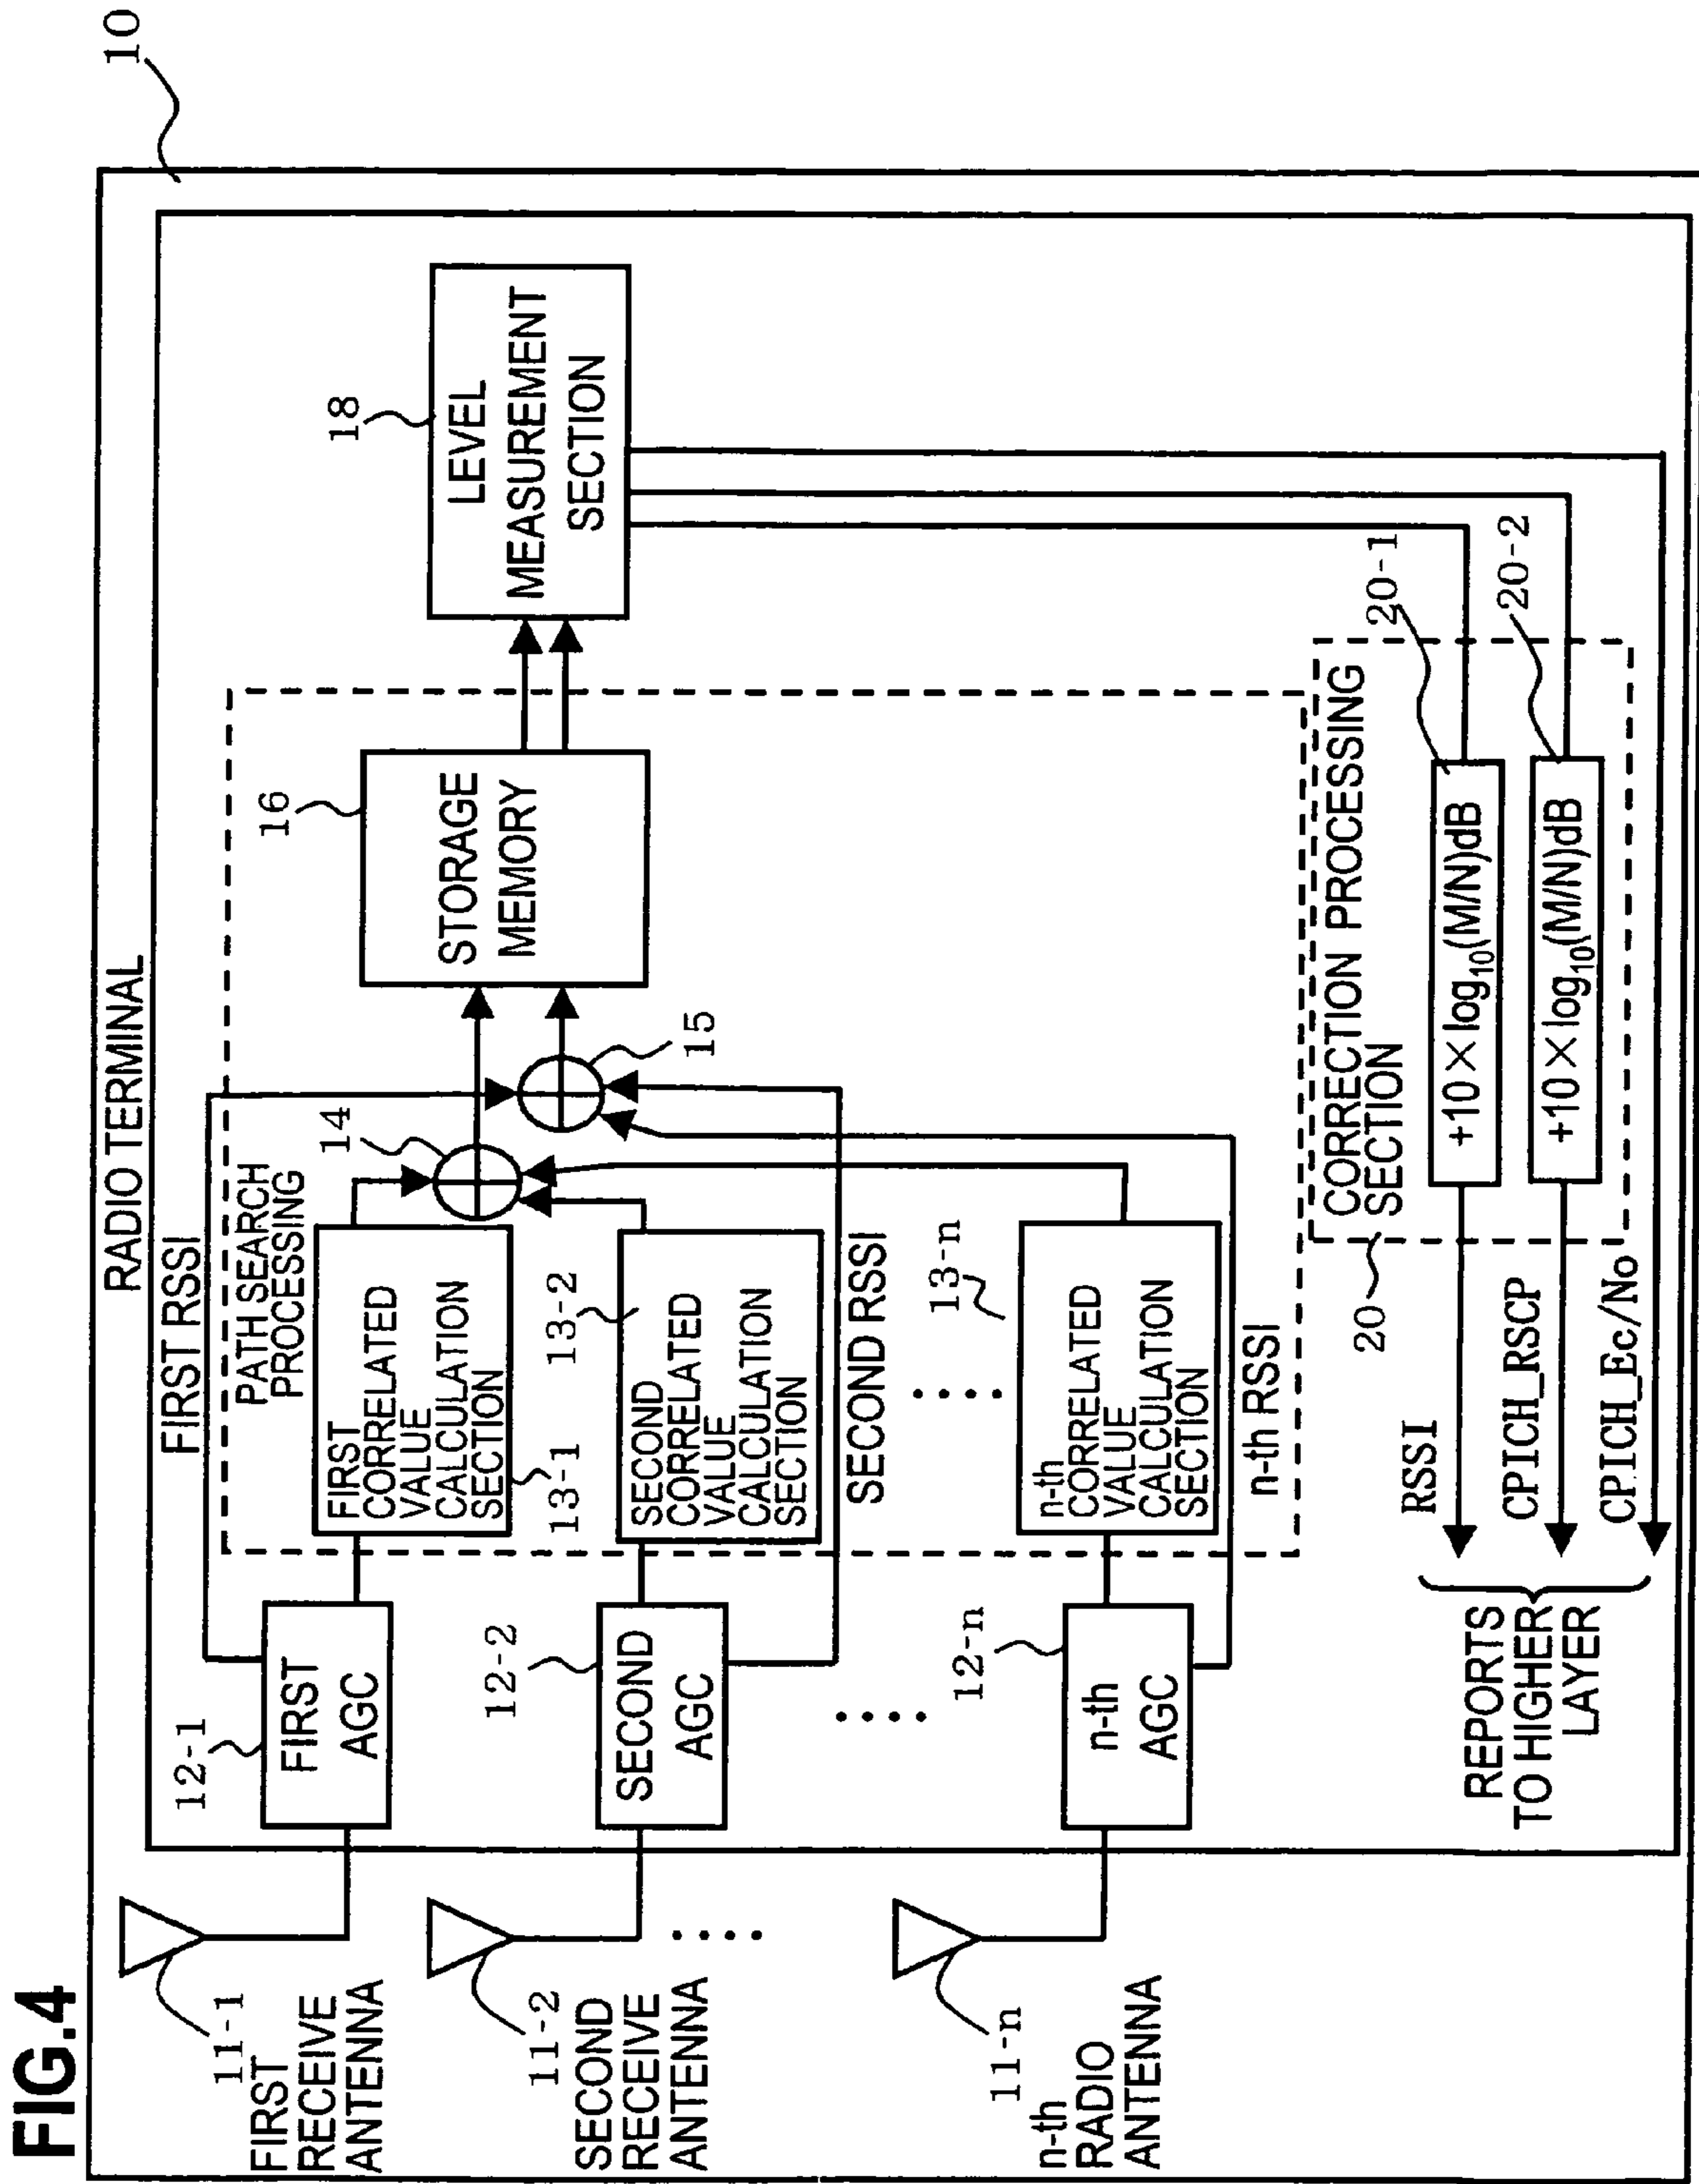 FIG.4
10
RADIO TERMINAL
11-1
FIRST
RECEIVE
ANTENNA
12-1
FIRST
AGC
FIRST RSSI
PATH SEARCH
PROCESSING
FIRST
CORRELATED
VALUE
CALCULATION
SECTION
13-1
14
15
16
STORAGE
MEMORY
18
LEVEL
MEASUREMENT
SECTION
11-2
SECOND
RECEIVE
ANTENNA
12-2
SECOND
AGC
13-2
SECOND
CORRELATED
VALUE
CALCULATION
SECTION
SECOND RSSI
11-n
n-th
RADIO
ANTENNA
12-n
n-th
AGC
13-n
n-th
CORRELATED
VALUE
CALCULATION
SECTION
n-th RSSI
20
CORRECTION PROCESSING
SECTION
20-1
+10×log10(M/N)dB
20-2
+10×log10(M/N)dB
RSSI
CPICH_RSCP
CPICH_Ec/No
REPORTS
TO HIGHER
LAYER